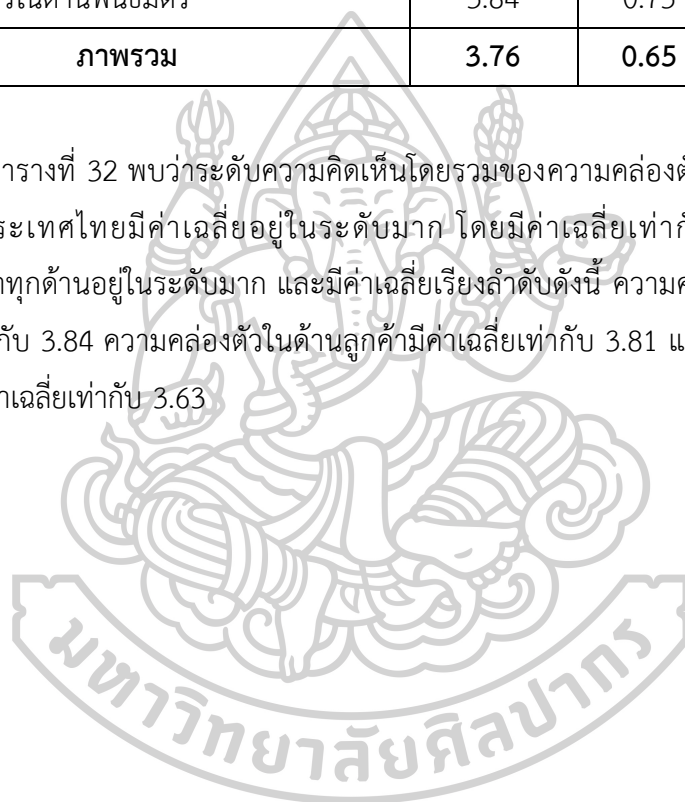 ภาพรวม 3.76 0.65
ารางที่ 32 พบว่าระดับความคิดเห็นโดยรวมของความคล่องตั
ระเทศไทยมีค่าเฉลี่ยอยู่ในระดับมาก โดยมีค่าเฉลี่ยเท่ากั
าทุกด้านอยู่ในระดับมาก และมีค่าเฉลี่ยเรียงลำดับดังนี้ ความค
กับ 3.84 ความคล่องตัวในด้านลูกค้ามีค่าเฉลี่ยเท่ากับ 3.81 แ
าเฉลี่ยเท่ากับ 3.63
มหาวิทยาลัยศิลปากร